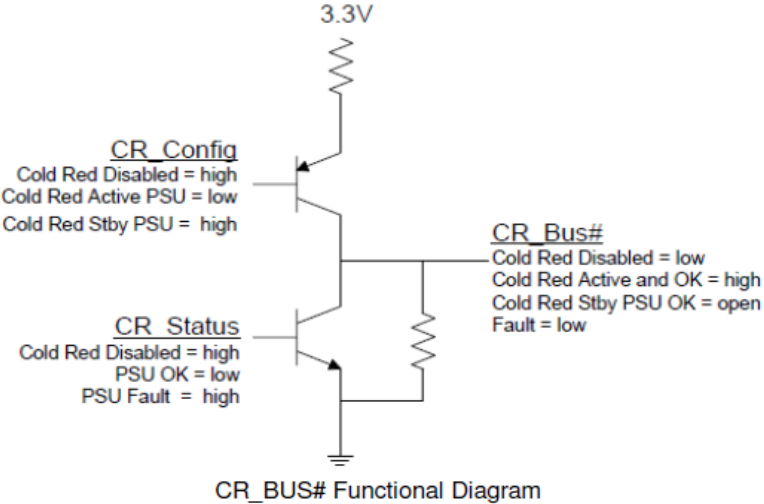 3.3V
CR_Config
Cold Red Disabled = high
Cold Red Active PSU = low
Cold Red Stby PSU = high
CR_Bus#
Cold Red Disabled = low
Cold Red Active and OK = high
Cold Red Stby PSU OK = open
Fault = low
CR_Status
Cold Red Disabled = high
PSU OK = low
PSU Fault = high
CR_BUS# Functional Diagram